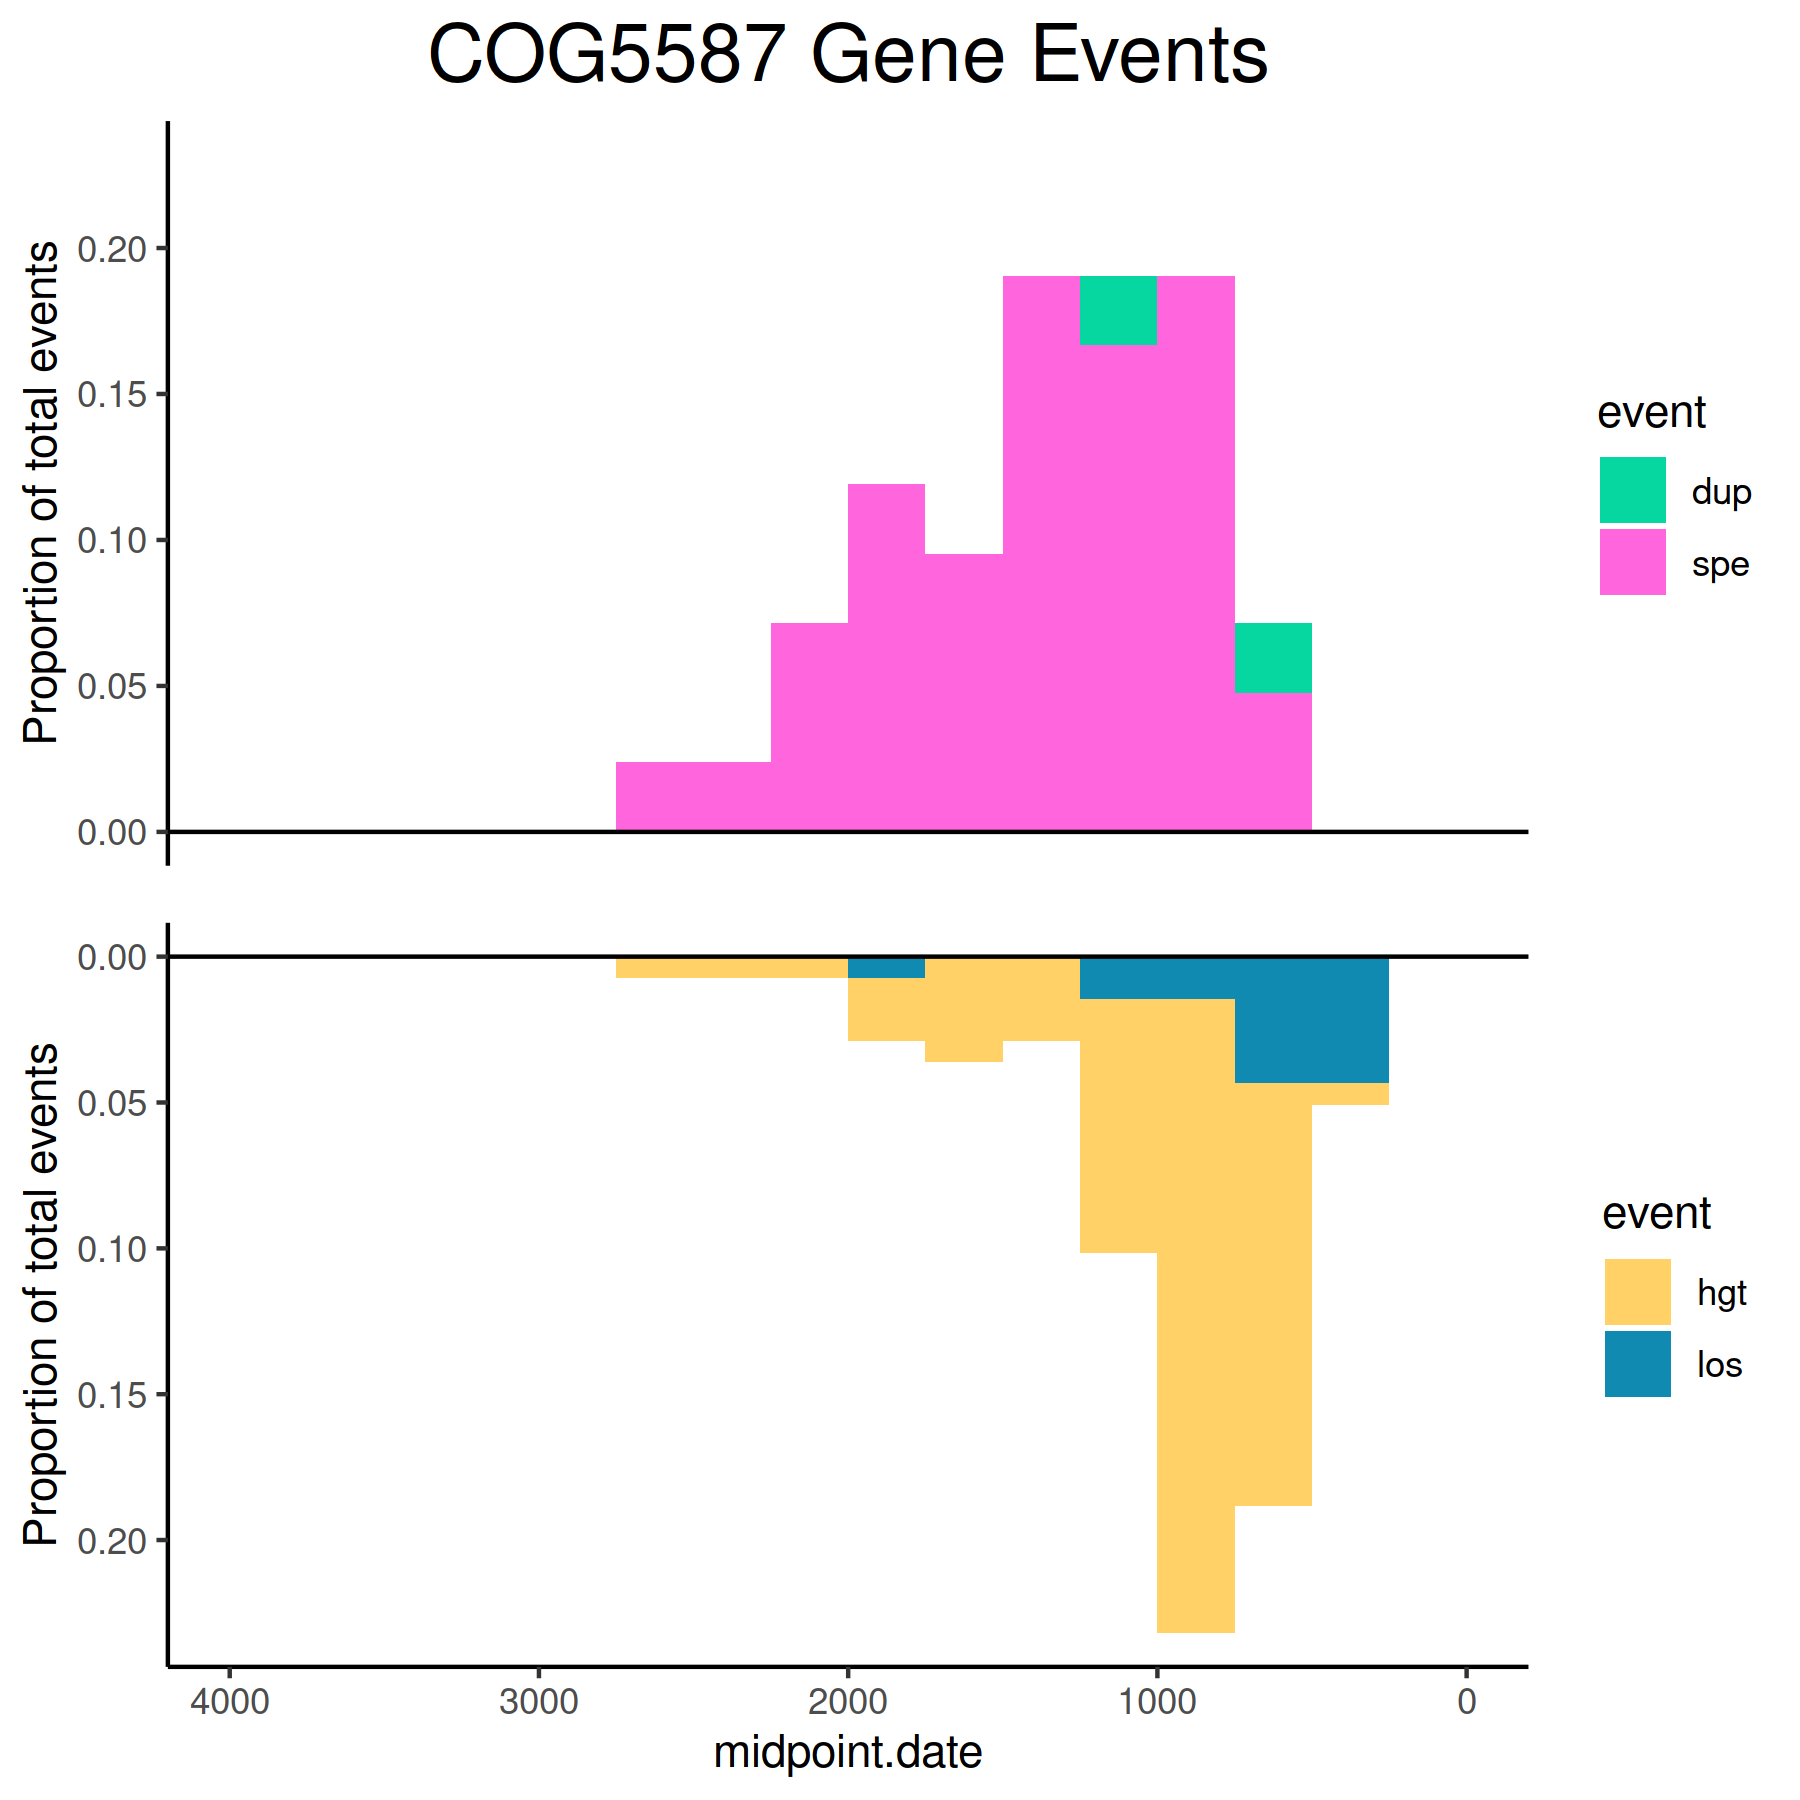 COG5587 Gene Events
Proportion of total events
0.20
0.15
0.10
0.05
0.00
event
dup
spe
Proportion of total events
0.00
0.05
0.10
0.15
0.20
event
hgt
los
4000 3000 2000 1000 0
midpoint.date